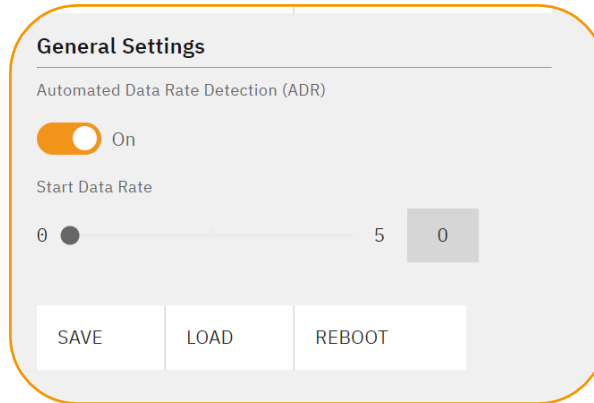 General Settings
Automated Data Rate Detection (ADR)
On
Start Data Rate
0 5 0
SAVE LOAD REBOOT